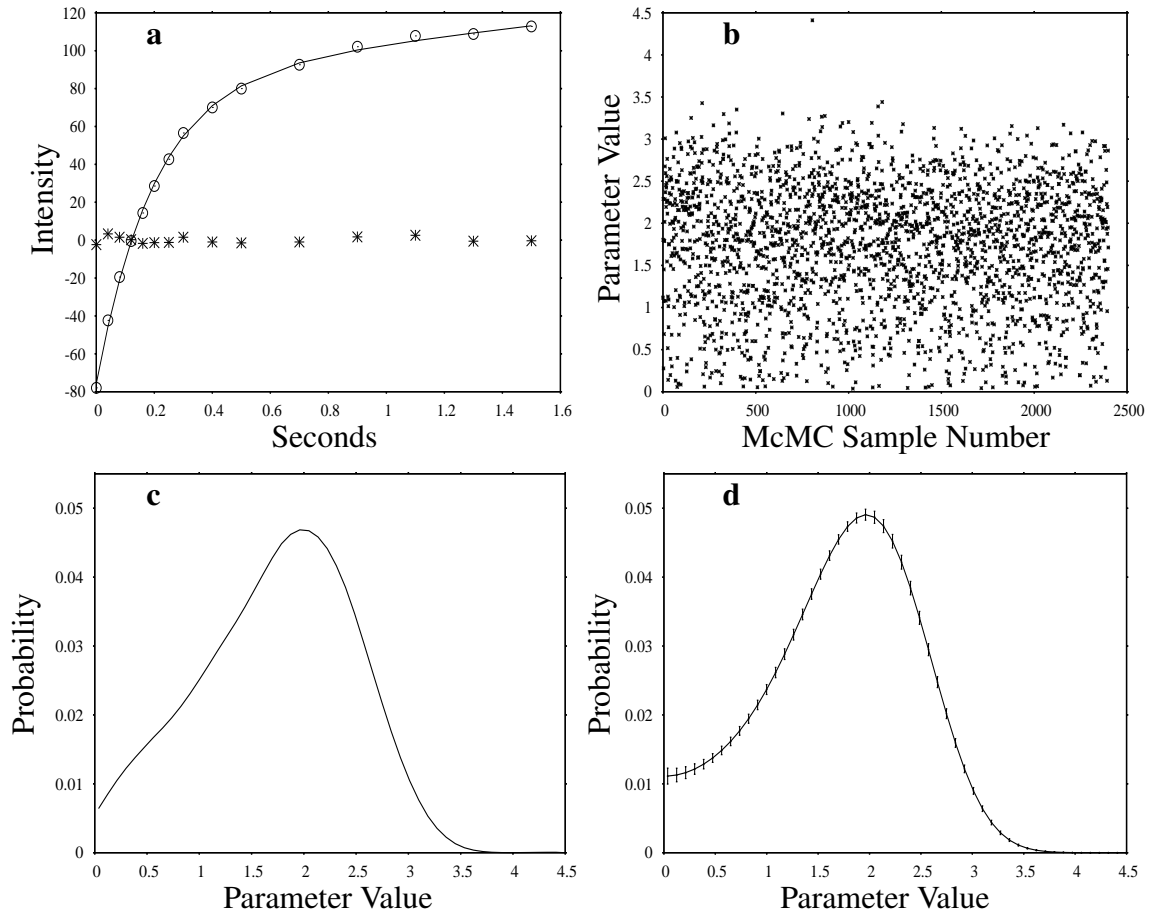 a
120
100
80
60
40
20
0
-20
-40
-60
-80
Intensity
0 0.2 0.4 0.6 0.8 1 1.2 1.4 1.6
Seconds
b
4.5
4
3.5
3
2.5
2
1.5
1
0.5
0
Parameter Value
0 500 1000 1500 2000 2500
McMC Sample Number
c
0.05
0.04
0.03
0.02
0.01
0
Probability
0 0.5 1 1.5 2 2.5 3 3.5 4 4.5
Parameter Value
d
0.05
0.04
0.03
0.02
0.01
0
Probability
0 0.5 1 1.5 2 2.5 3 3.5 4 4.5
Parameter Value